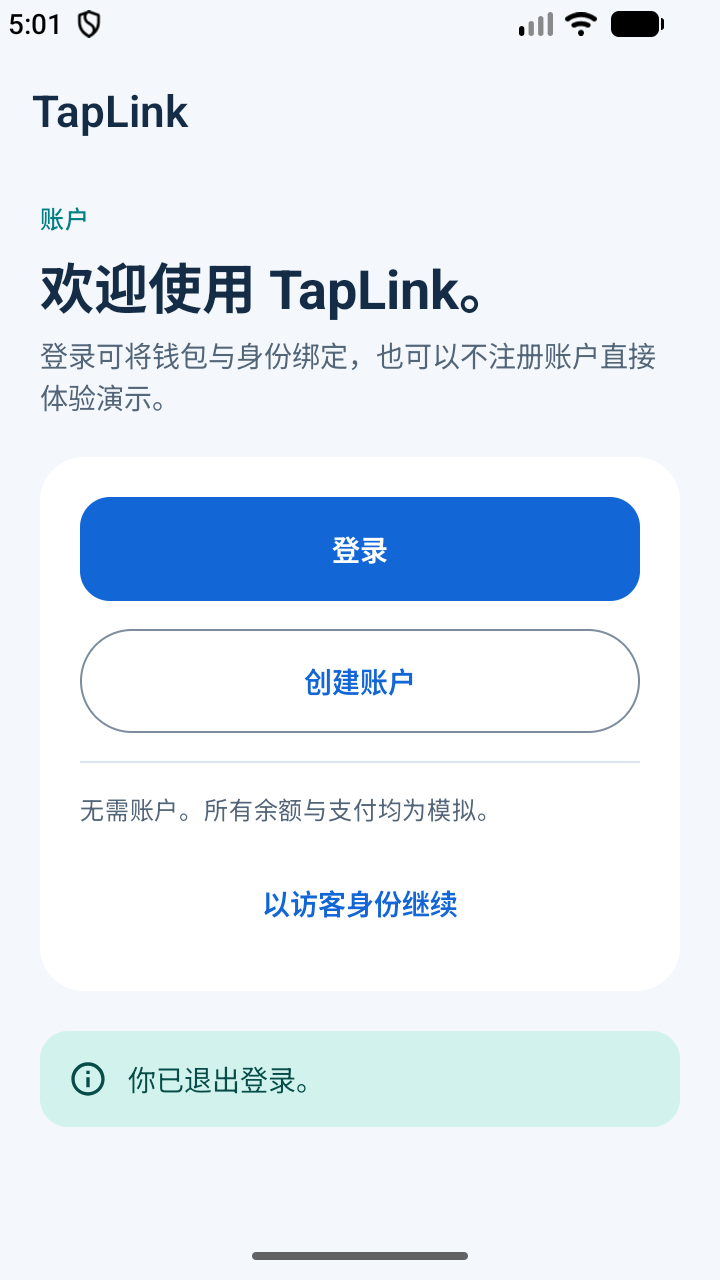 5:01
TapLink
账户
欢迎使用 TapLink。
登录可将钱包与身份绑定，也可以不注册账户直接
体验演示。
登录
创建账户
无需账户。所有余额与支付均为模拟。
以访客身份继续
你已退出登录。